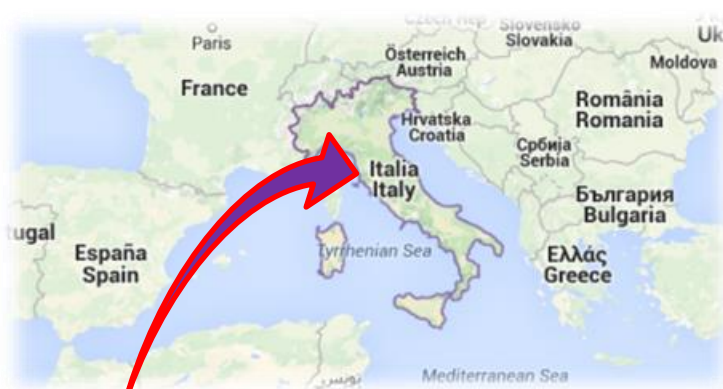 Paris
France
Österreich
Austria
Slovensko
Slovakia
Moldova
România
Romania
Hrvatska
Croatia
Србија
Serbia
Italia
Italy
България
Bulgaria
Ελλάς
Greece
España
Spain
Tyrrhenian Sea
تونس
Mediterranean Sea